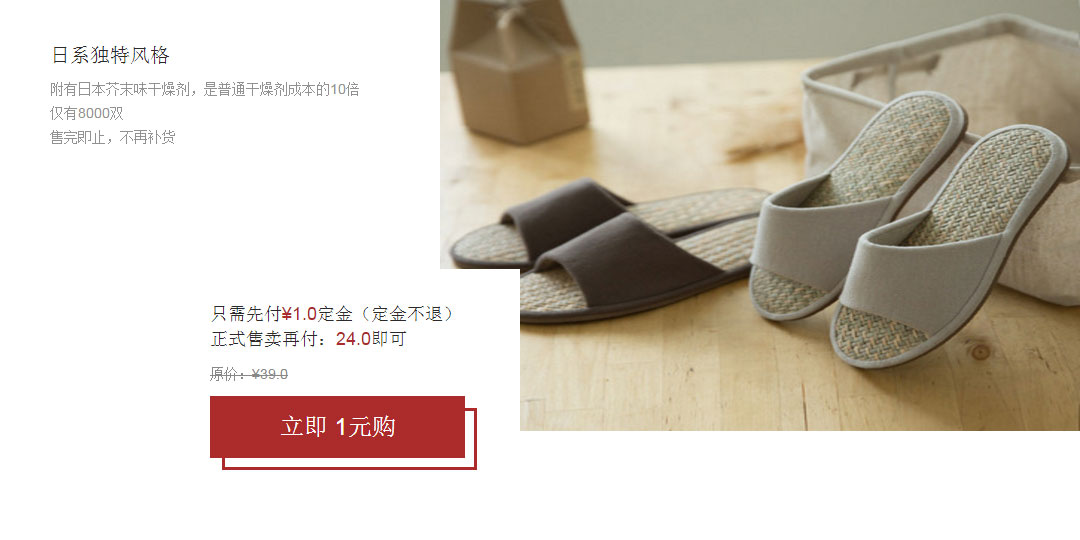 日系独特风格
附有日本芥末味干燥剂，是普通干燥剂成本的10倍
仅有8000双
售完即止，不再补货
只需先付¥1.0定金（定金不退）
正式售卖再付：24.0即可
原价：¥39.0
立即 1元购